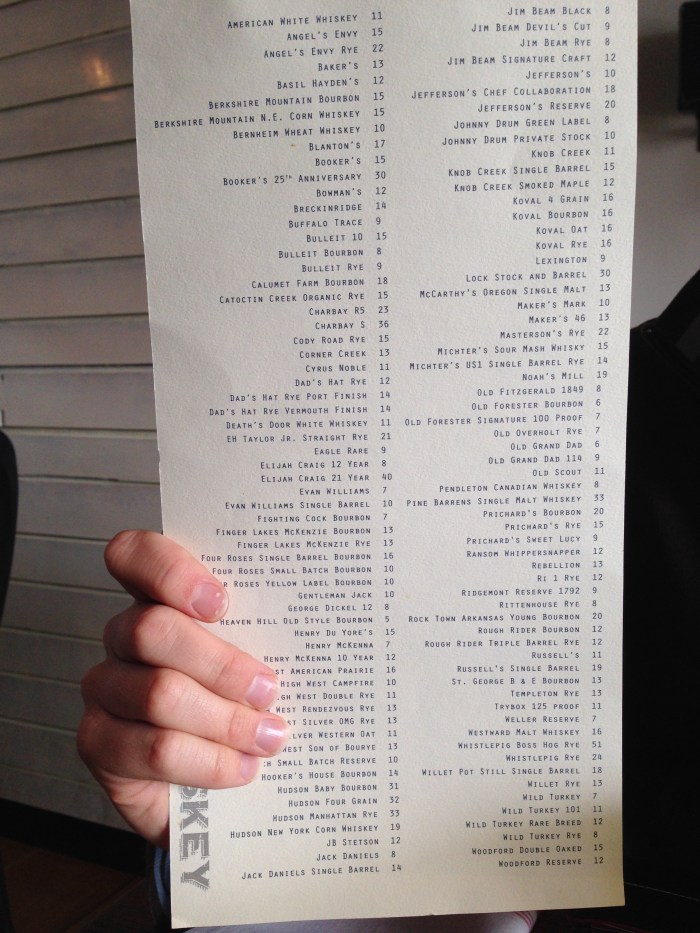 AMERICAN WHITE WHISKEY 11
ANGEL'S ENVY 15
ANGEL'S ENVY RYE 22
BAKER'S 13
BASIL HAYDEN'S 12
BERKSHIRE MOUNTAIN BOURBON 15
BERKSHIRE MOUNTAIN N.E. CORN WHISKEY 15
BERNHEIM WHEAT WHISKEY 10
BLANTON'S 17
BOOKER'S 15
BOOKER'S 25TH ANNIVERSARY 30
BOWMAN'S 12
BRECKINRIDGE 14
BUFFALO TRACE 9
BULLEIT 10 15
BULLEIT BOURBON 8
BULLEIT RYE 9
CALUMET FARM BOURBON 18
CATOCTIN CREEK ORGANIC RYE 15
CHARBAY R5 23
CHARBAY S 36
CODY ROAD RYE 15
CORNER CREEK 13
CYRUS NOBLE 11
DAD'S HAT RYE 12
DAD'S HAT RYE PORT FINISH 14
DAD'S HAT RYE VERMOUTH FINISH 14
DEATH'S DOOR WHITE WHISKEY 11
EH TAYLOR JR. STRAIGHT RYE 21
EAGLE RARE 9
ELIJAH CRAIG 12 YEAR 8
ELIJAH CRAIG 21 YEAR 40
EVAN WILLIAMS 7
EVAN WILLIAMS SINGLE BARREL 10
FIGHTING COCK BOURBON 7
FINGER LAKES MCKENZIE BOURBON 13
FINGER LAKES MCKENZIE RYE 13
FOUR ROSES SINGLE BARREL BOURBON 16
FOUR ROSES SMALL BATCH BOURBON 10
R ROSES YELLOW LABEL BOURBON 10
GENTLEMAN JACK 10
GEORGE DICKEL 12 8
HEAVEN HILL OLD STYLE BOURBON 5
HENRY DU YORE'S 15
HENRY MCKENNA 7
HENRY MCKENNA 10 YEAR 12
ST AMERICAN PRAIRIE 16
HIGH WEST CAMPFIRE 10
GH WEST DOUBLE RYE 11
WEST RENDEZVOUS RYE 13
ST SILVER OMG RYE 13
LVER WESTERN OAT 11
WEST SON OF BOURYE 13
H SMALL BATCH RESERVE 10
HOOKER'S HOUSE BOURBON 14
HUDSON BABY BOURBON 31
HUDSON FOUR GRAIN 32
HUDSON MANHATTAN RYE 33
HUDSON NEW YORK CORN WHISKEY 19
JB STETSON 12
JACK DANIELS 8
JACK DANIELS SINGLE BARREL 14
JIM BEAM BLACK 8
JIM BEAM DEVIL'S CUT 9
JIM BEAM RYE 8
JIM BEAM SIGNATURE CRAFT 12
JEFFERSON'S 10
JEFFERSON'S CHEF COLLABORATION 18
JEFFERSON'S RESERVE 20
JOHNNY DRUM GREEN LABEL 8
JOHNNY DRUM PRIVATE STOCK 10
KNOB CREEK 11
KNOB CREEK SINGLE BARREL 15
KNOB CREEK SMOKED MAPLE 12
KOVAL 4 GRAIN 16
KOVAL BOURBON 16
KOVAL OAT 16
KOVAL RYE 16
LEXINGTON 9
LOCK STOCK AND BARREL 30
MCCARTHY'S OREGON SINGLE MALT 13
MAKER'S MARK 10
MAKER'S 46 13
MASTERSON'S RYE 22
MICHTER'S SOUR MASH WHISKY 15
MICHTER'S US1 SINGLE BARREL RYE 14
NOAH'S MILL 19
OLD FITZGERALD 1849 8
OLD FORESTER BOURBON 6
OLD FORESTER SIGNATURE 100 PROOF 7
OLD OVERHOLT RYE 7
OLD GRAND DAD 6
OLD GRAND DAD 114 9
OLD SCOUT 11
PENDLETON CANADIAN WHISKEY 8
PINE BARRENS SINGLE MALT WHISKEY 33
PRICHARD'S BOURBON 20
PRICHARD'S RYE 15
PRICHARD'S SWEET LUCY 9
RANSOM WHIPPERSNAPPER 12
REBELLION 13
RI 1 RYE 12
RIDGEMONT RESERVE 1792 9
RITTENHOUSE RYE 8
ROCK TOWN ARKANSAS YOUNG BOURBON 20
ROUGH RIDER BOURBON 12
ROUGH RIDER TRIPLE BARREL RYE 12
RUSSELL'S 11
RUSSELL'S SINGLE BARREL 19
ST. GEORGE B & E BOURBON 13
TEMPLETON RYE 13
TRYBOX 125 PROOF 11
WELLER RESERVE 7
WESTWARD MALT WHISKEY 16
WHISTLEPIG BOSS HOG RYE 51
WHISTLEPIG RYE 24
WILLET POT STILL SINGLE BARREL 18
WILLET RYE 13
WILD TURKEY 7
WILD TURKEY 101 11
WILD TURKEY RARE BREED 12
WILD TURKEY RYE 8
WOODFORD DOUBLE OAKED 15
WOODFORD RESERVE 12
SKEY